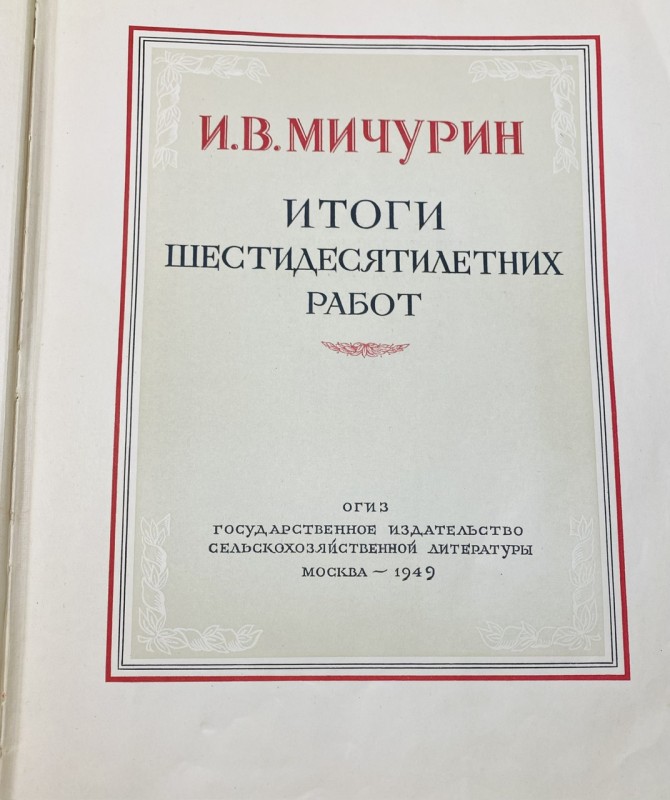 И.В. МИЧУРИН
ИТОГИ
ШЕСТИДЕСЯТИЛЕТНИХ
РАБОТ
ОГИЗ
ГОСУДАРСТВЕННОЕ ИЗДАТЕЛЬСТВО
СЕЛЬСКОХОЗЯЙСТВЕННОЙ ЛИТЕРАТУРЫ
МОСКВА — 1949